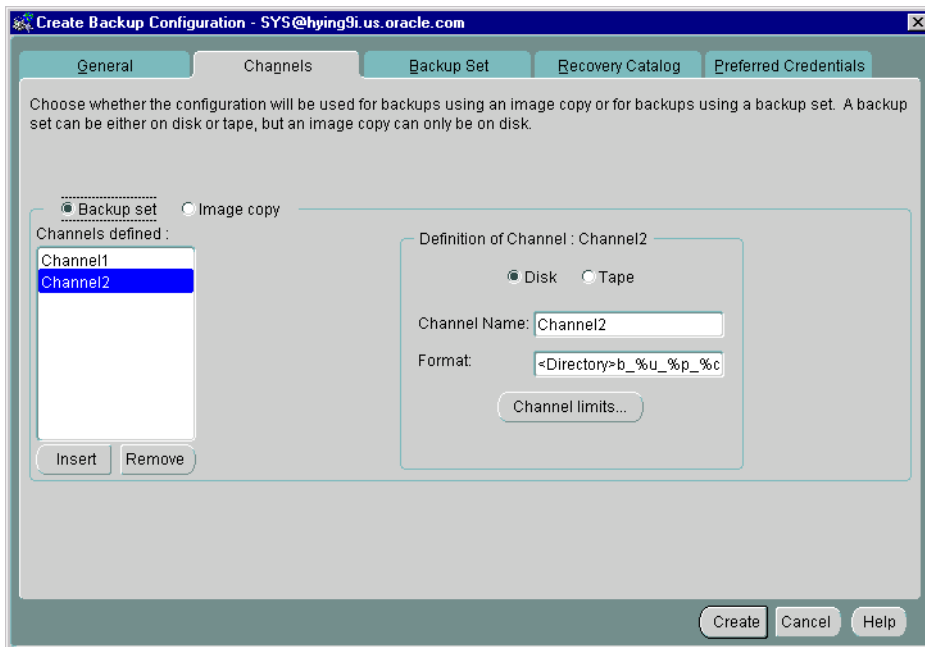 Create Backup Configuration - SYS@hying9i.us.oracle.com
General
Channels
Backup Set
Recovery Catalog
Preferred Credentials
Choose whether the configuration will be used for backups using an image copy or for backups using a backup set. A backup
set can be either on disk or tape, but an image copy can only be on disk.
Backup set
Image copy
Channels defined :
Channel1
Channel2
Insert
Remove
Definition of Channel : Channel2
Disk
Tape
Channel Name: Channel2
Format: <Directory>b_%u_%p_%c
Channel limits...
Create
Cancel
Help